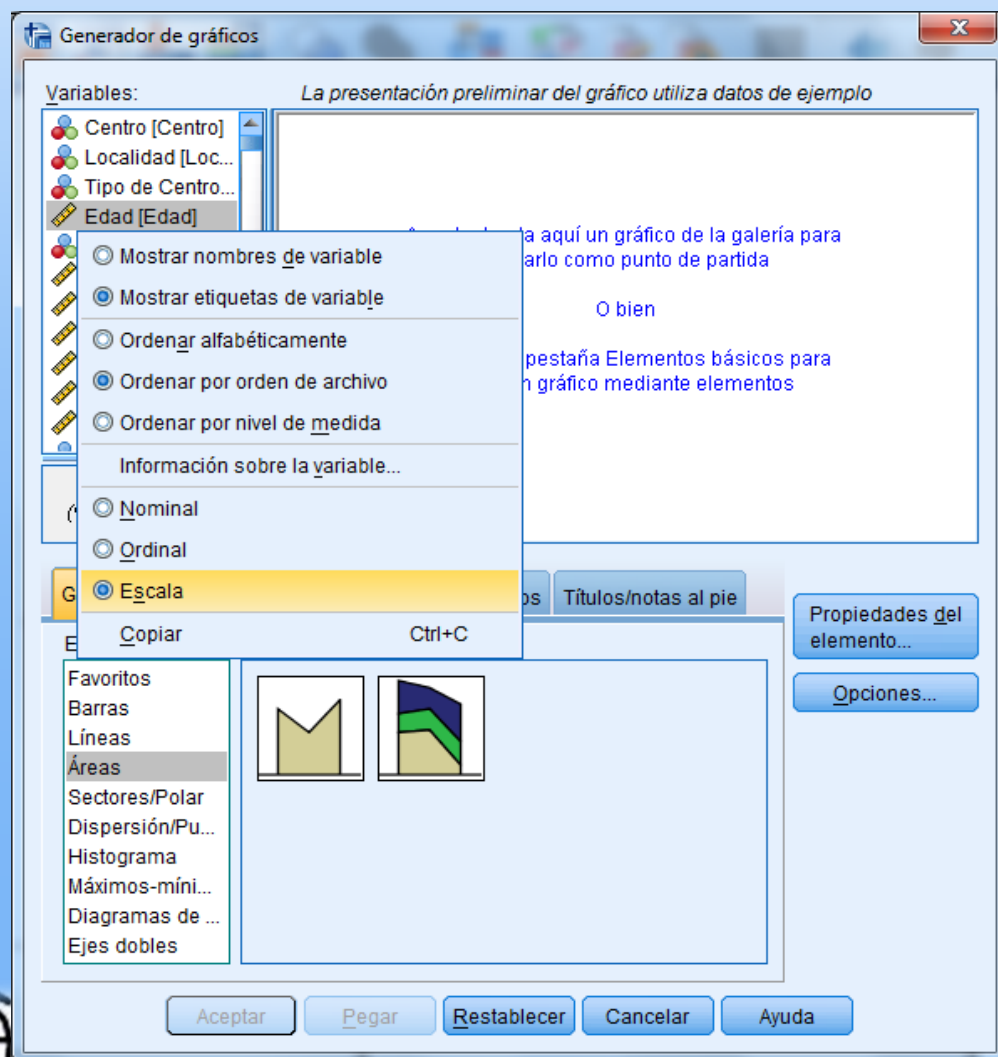 Generador de gráficos
Variables:
La presentación preliminar del gráfico utiliza datos de ejemplo
Centro [Centro]
Localidad [Loc...
Tipo de Centro...
Edad [Edad]
a aquí un gráfico de la galería para
arlo como punto de partida
O bien
pestaña Elementos básicos para
gráfico mediante elementos
Mostrar nombres de variable
Mostrar etiquetas de variable
Ordenar alfabéticamente
Ordenar por orden de archivo
Ordenar por nivel de medida
Información sobre la variable...
Nominal
Ordinal
Escala
Copiar Ctrl+C
G
os
Títulos/notas al pie
Propiedades del
elemento...
Opciones...
E
Favoritos
Barras
Líneas
Áreas
Sectores/Polar
Dispersión/Pu...
Histograma
Máximos-míni...
Diagramas de ...
Ejes dobles
Aceptar
Pegar
Restablecer
Cancelar
Ayuda